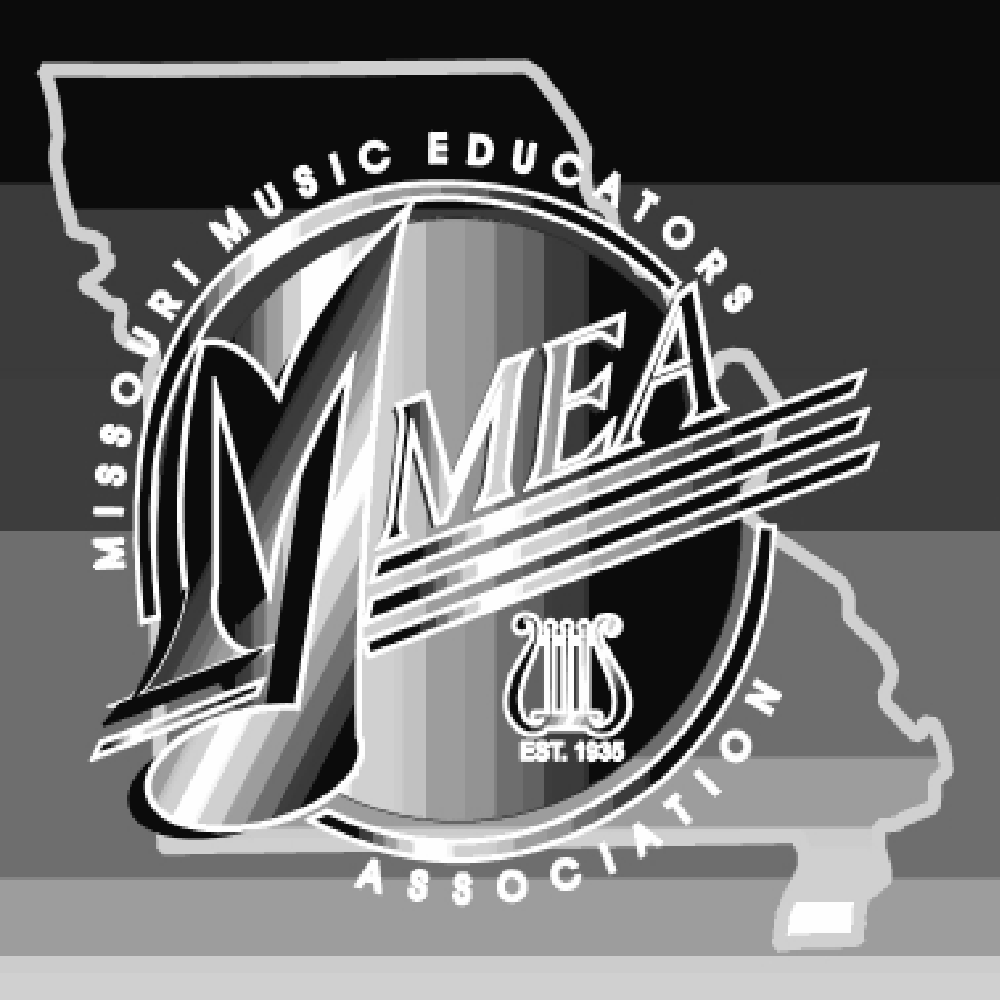 MISSOURI MUSIC EDUCATORS
MMEA
EST. 1935
ASSOCIATION